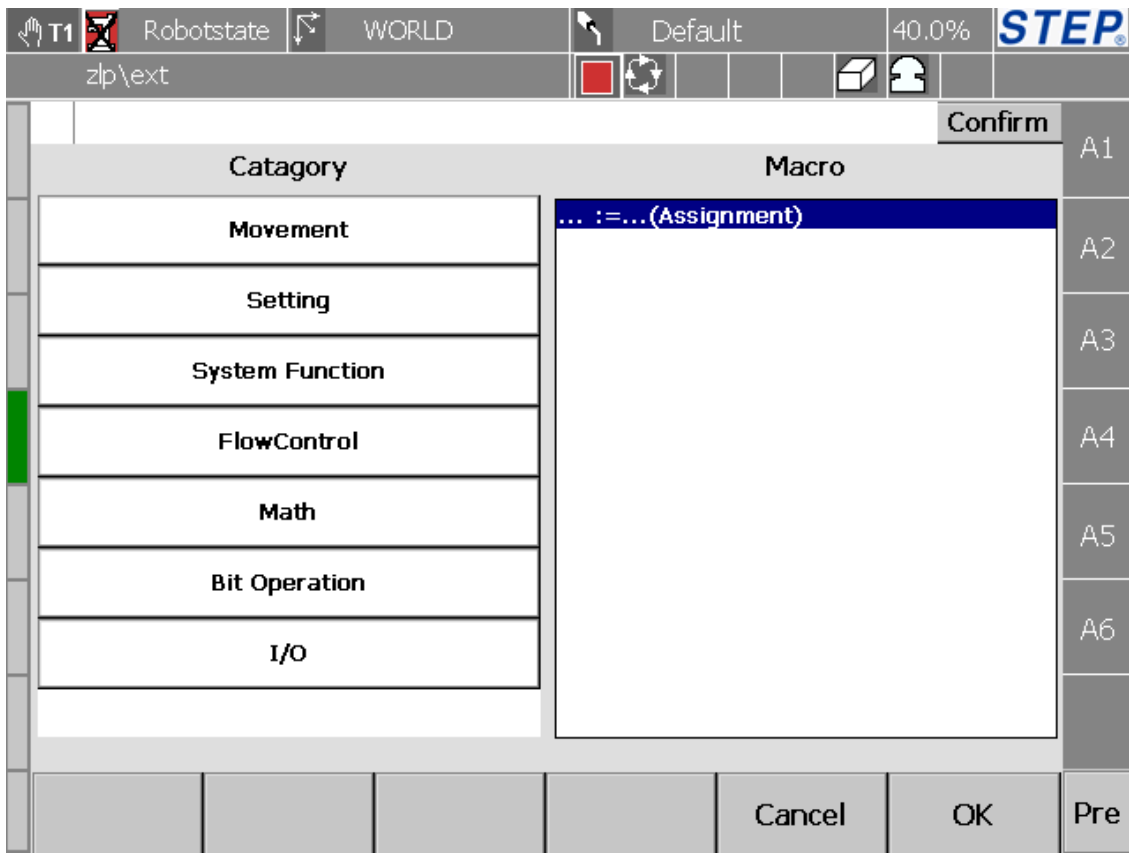 T1 Robotstate WORLD Default 40.0% STEP®
zlp\ext
Confirm
A1
Catagory Macro
Movement
... :=...(Assignment)
A2
Setting
A3
System Function
FlowControl
A4
Math
A5
Bit Operation
A6
I/O
Cancel OK Pre